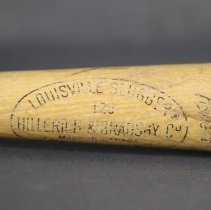 LOUISVILLE SLUGGER
125
HILLERICH & BRADSBY Co